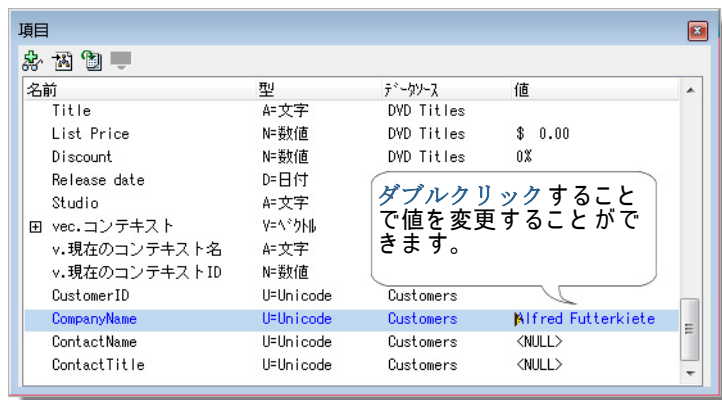 項目
名前 型 データソース 値
Title A=文字 DVD Titles
List Price N=数値 DVD Titles $ 0.00
Discount N=数値 DVD Titles 0%
Release date D=日付
Studio A=文字
vec.コンテキスト V=ベクトル
v.現在のコンテキスト名 A=文字
v.現在のコンテキストID N=数値
ダブルクリックすること
で値を変更することがで
きます。
CustomerID U=Unicode Customers
CompanyName U=Unicode Customers Alfred Futterkiete
ContactName U=Unicode Customers <NULL>
ContactTitle U=Unicode Customers <NULL>